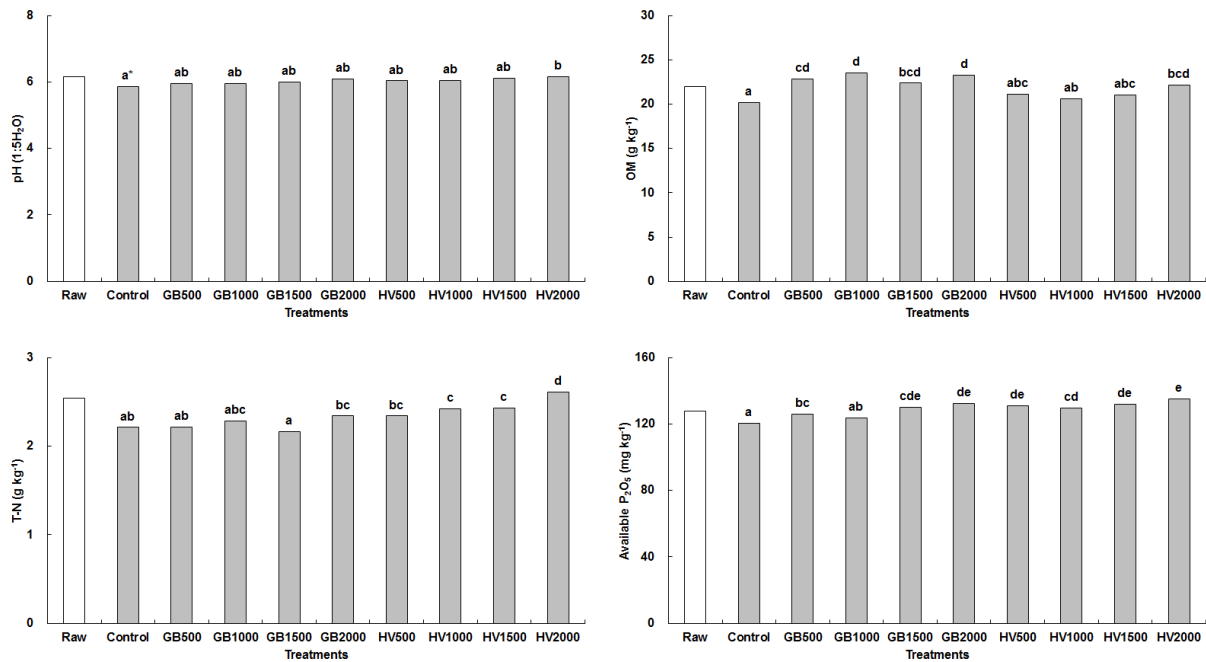 8
6
4
2
0
pH (1:5H₂O)
a* ab ab ab ab ab ab ab b
Raw Control GB500 GB1000 GB1500 GB2000 HV500 HV1000 HV1500 HV2000
Treatments
30
25
20
15
10
5
0
OM (g kg⁻¹)
a cd d bcd d abc ab abc bcd
Raw Control GB500 GB1000 GB1500 GB2000 HV500 HV1000 HV1500 HV2000
Treatments
3
2
1
0
T-N (g kg⁻¹)
ab ab abc a bc bc c c d
Raw Control GB500 GB1000 GB1500 GB2000 HV500 HV1000 HV1500 HV2000
Treatments
160
120
80
40
0
Available P₂O₅ (mg kg⁻¹)
a bc ab cde de de cd de e
Raw Control GB500 GB1000 GB1500 GB2000 HV500 HV1000 HV1500 HV2000
Treatments